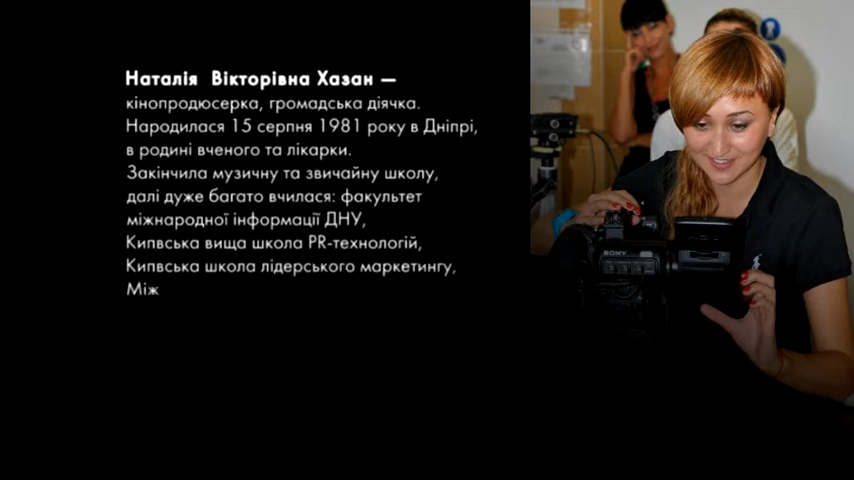 Наталія Вікторівна Хазан —
кінопродюсерка, громадська діячка.
Народилася 15 серпня 1981 року в Дніпрі,
в родині вченого та лікарки.
Закінчила музичну та звичайну школу,
далі дуже багато вчилася: факультет
міжнародної інформації ДНУ,
Київська вища школа PR-технологій,
Київська школа лідерського маркетингу,
Між
SONY